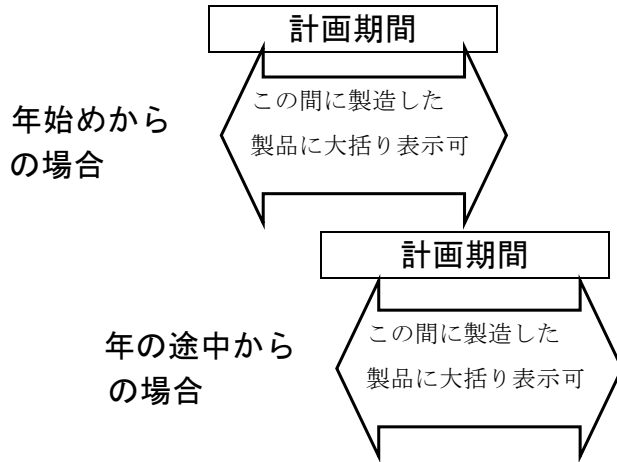 計画期間
この間に製造した
製品に大括り表示可
年始めから
の場合
計画期間
この間に製造した
製品に大括り表示可
年の途中から
の場合